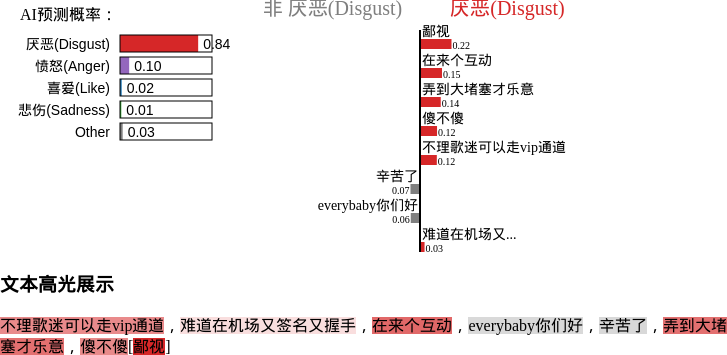 AI预测概率：
厌恶(Disgust) 0.84
愤怒(Anger) 0.10
喜爱(Like) 0.02
悲伤(Sadness) 0.01
Other 0.03
非 厌恶(Disgust) 厌恶(Disgust)
鄙视
0.22
在来个互动
0.15
弄到大堵塞才乐意
0.14
傻不傻
0.12
不理歌迷可以走vip通道
0.12
辛苦了
0.07
everybaby你们好
0.06
难道在机场又...
0.03
文本高光展示
不理歌迷可以走vip通道，难道在机场又签名又握手，在来个互动，everybaby你们好，辛苦了，弄到大堵
塞才乐意，傻不傻[鄙视]